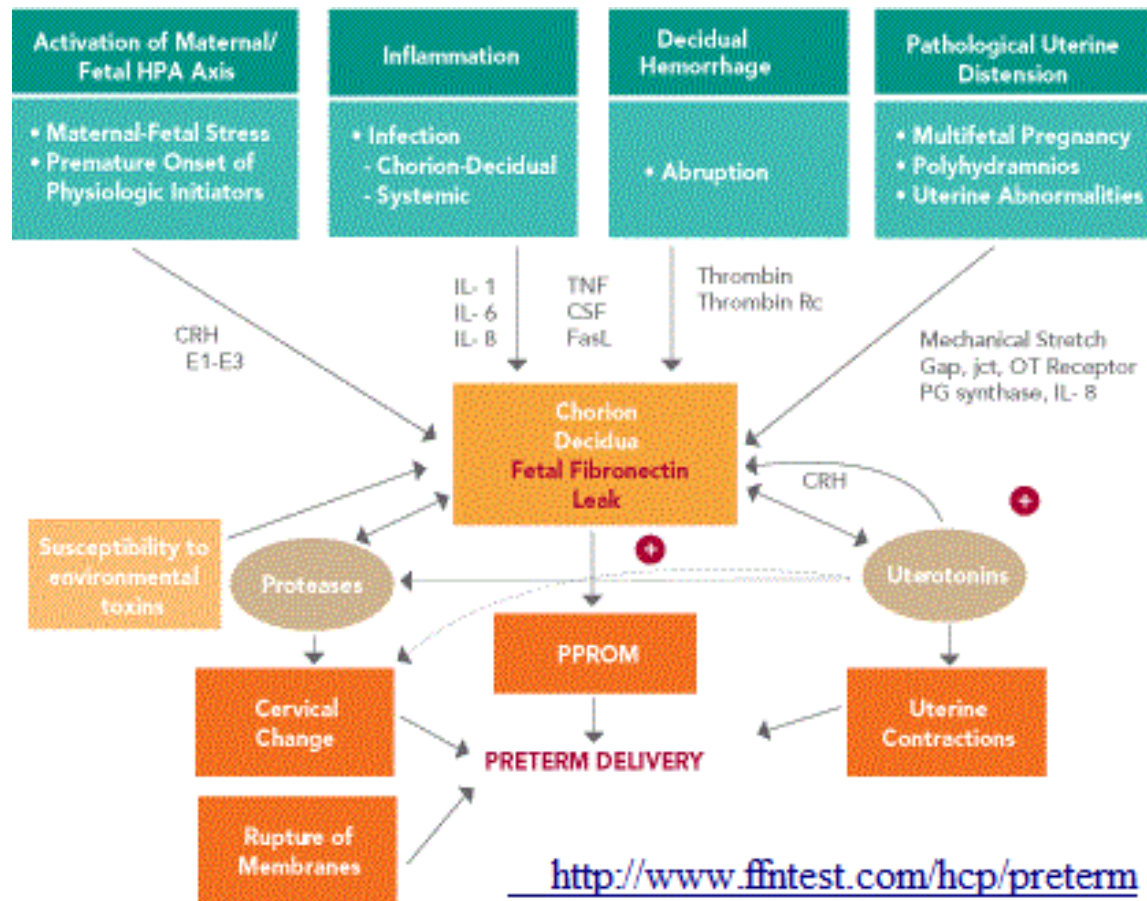 Activation of Maternal/
Fetal HPA Axis
• Maternal-Fetal Stress
• Premature Onset of
Physiologic Initiators
Inflammation
• Infection
- Chorion-Decidual
- Systemic
Decidual
Hemorrhage
• Abruption
Pathological Uterine
Distension
• Multifetal Pregnancy
• Polyhydramnios
• Uterine Abnormalities
CRH
E1-E3
IL- 1
IL- 6
IL- 8
TNF
CSF
FasL
Thrombin
Thrombin Rc
Mechanical Stretch
Gap, jct, OT Receptor
PG synthase, IL- 8
Chorion
Decidua
Fetal Fibronectin
Leak
CRH
+
+
Susceptibility to
environmental
toxins
Proteases
Uterotonins
PPROM
Cervical
Change
Uterine
Contractions
PRETERM DELIVERY
Rupture of
Membranes
http://www.ffntest.com/hcp/preterm